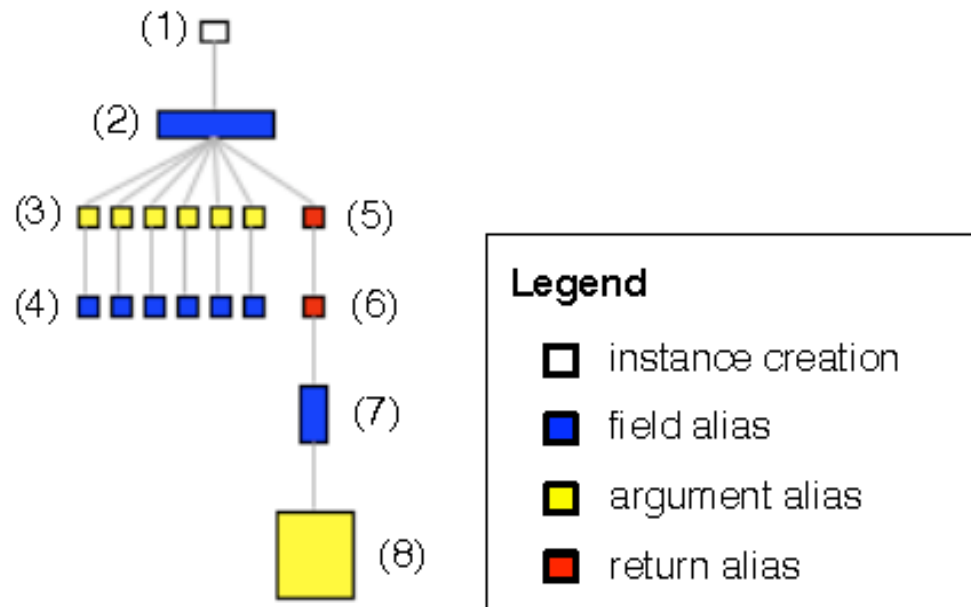 (1)
(2)
(3)
(5)
(4)
(6)
(7)
(8)
Legend
instance creation
field alias
argument alias
return alias